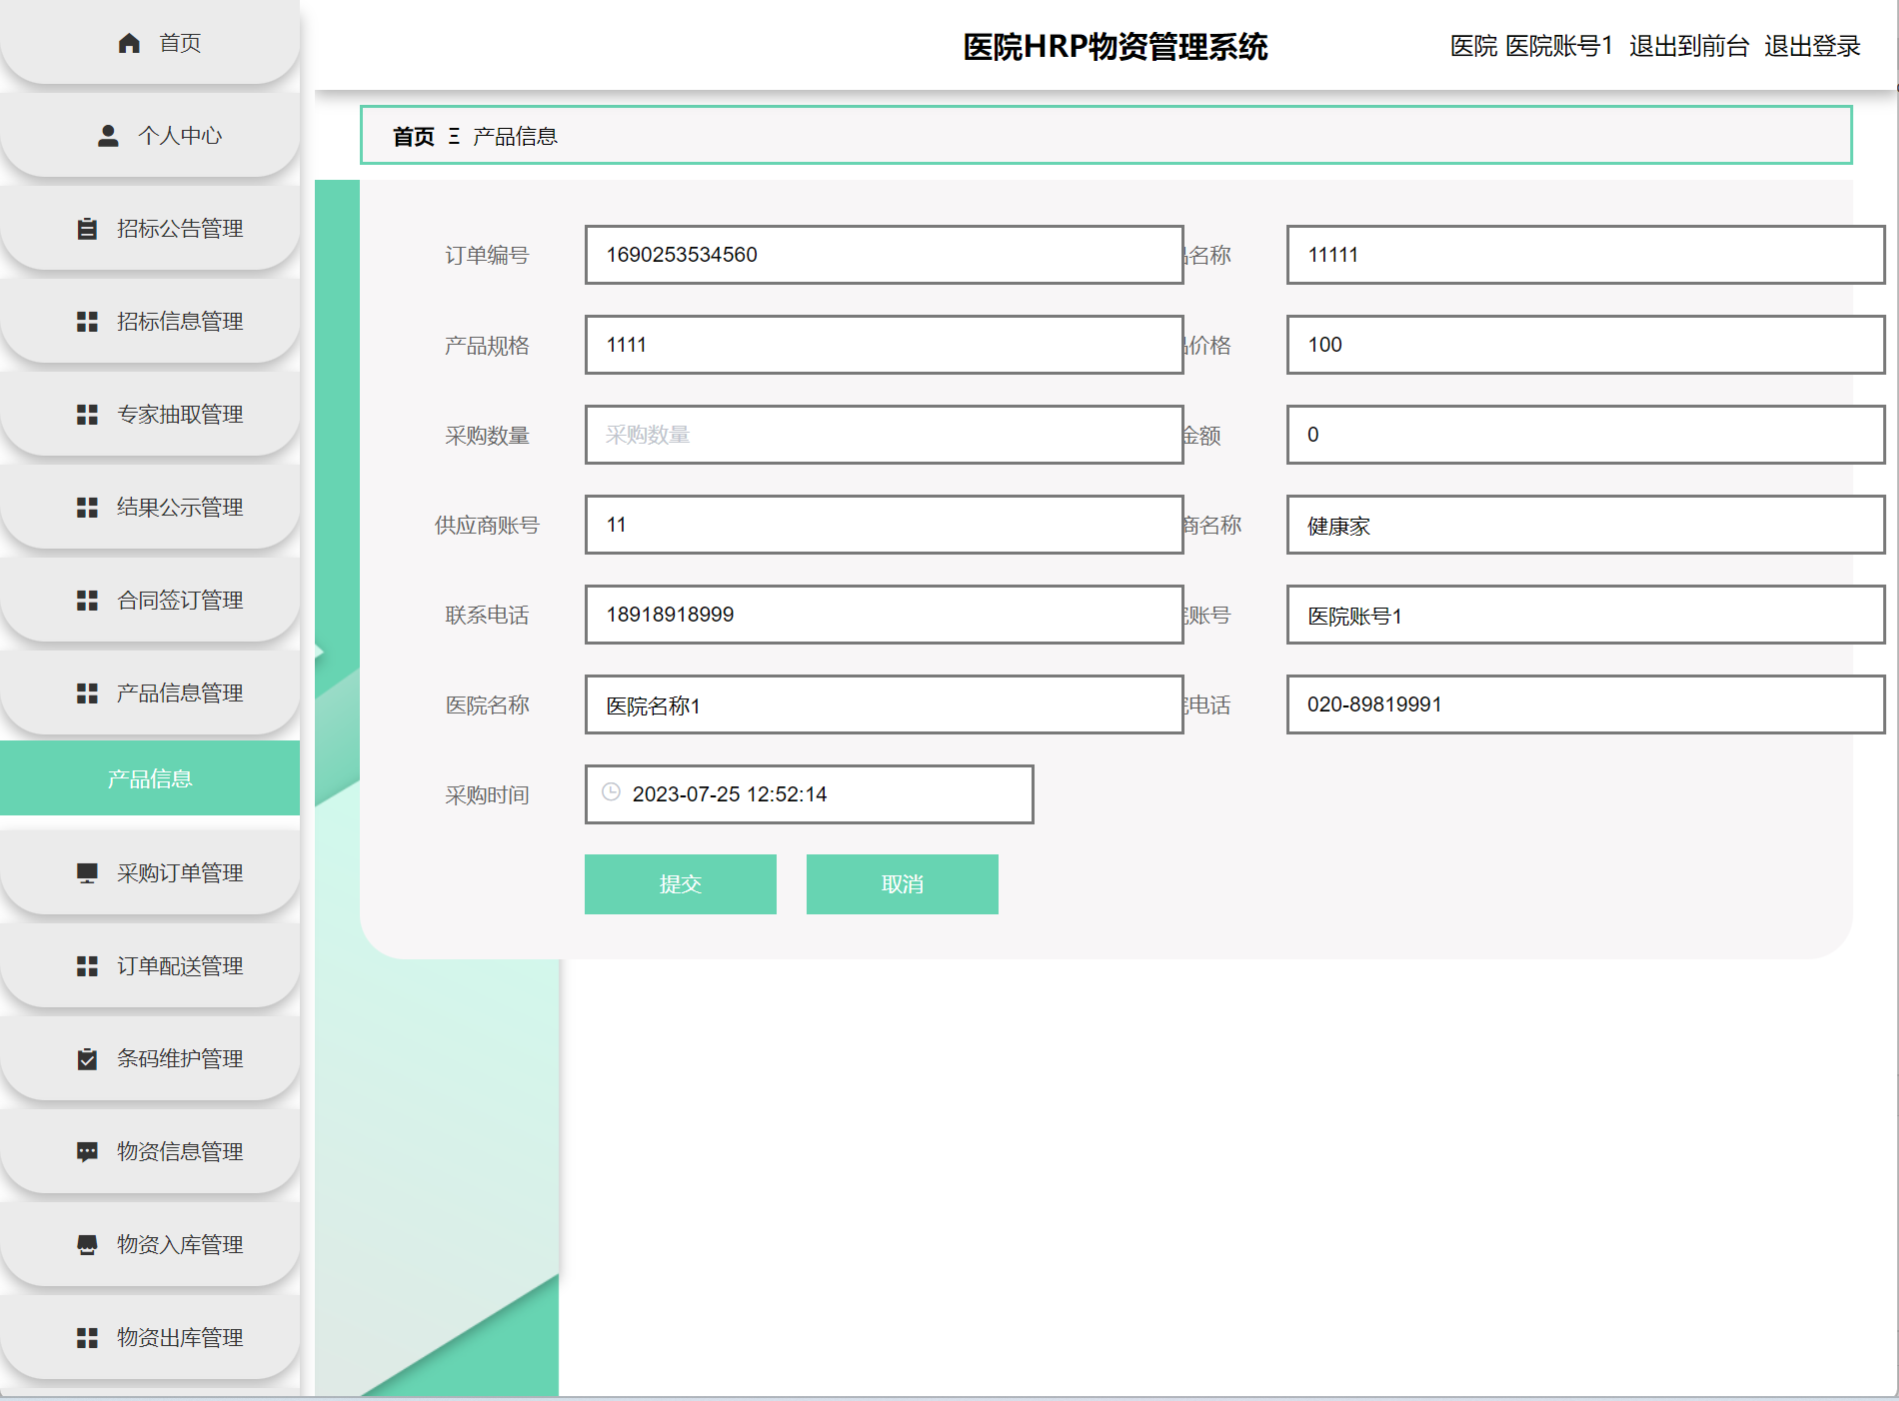 医院HRP物资管理系统
医院 医院账号1 退出到前台 退出登录
首页
个人中心
招标公告管理
招标信息管理
专家抽取管理
结果公示管理
合同签订管理
产品信息管理
产品信息
采购订单管理
订单配送管理
条码维护管理
物资信息管理
物资入库管理
物资出库管理
首页 Ξ 产品信息
订单编号 1690253534560 名称 11111
产品规格 1111 价格 100
采购数量 采购数量 金额 0
供应商账号 11 商名称 健康家
联系电话 18918918999 账号 医院账号1
医院名称 医院名称1 电话 020-89819991
采购时间 2023-07-25 12:52:14
提交 取消